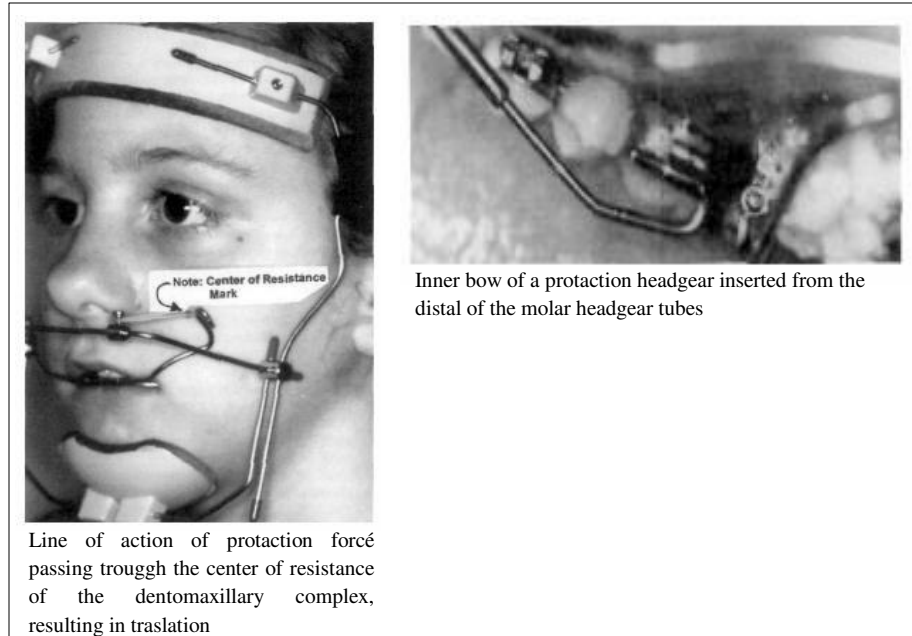 Note: Center of Resistance
Mark
Line of action of protaction forcé
passing trouggh the center of resistance
of the dentomaxillary complex,
resulting in traslation
Inner bow of a protaction headgear inserted from the
distal of the molar headgear tubes